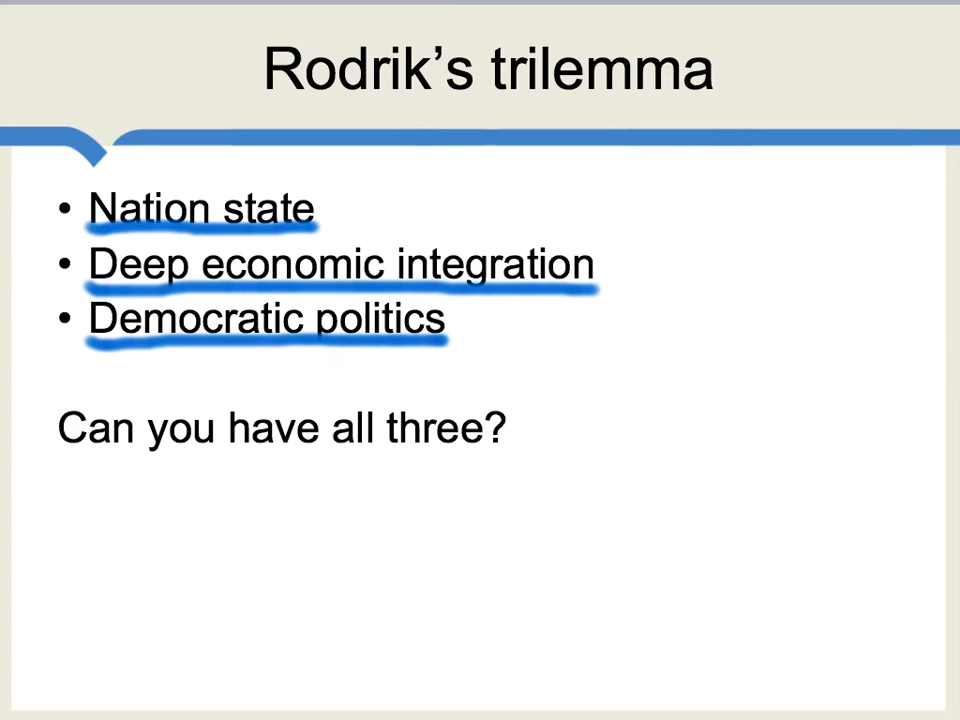 Rodrik’s trilemma
• Nation state
• Deep economic integration
• Democratic politics
Can you have all three?